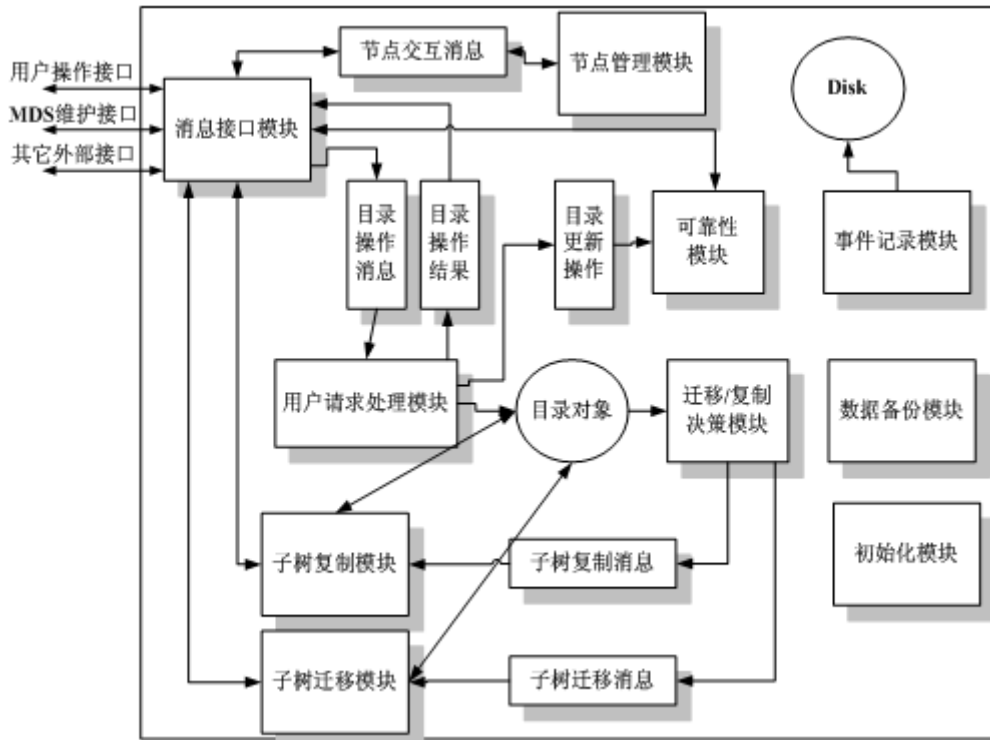 节点交互消息
节点管理模块
Disk
用户操作接口
MDS维护接口
其它外部接口
消息接口模块
目录
操作
消息
目录
操作
结果
目录
更新
操作
可靠性
模块
事件记录模块
用户请求处理模块
目录对象
迁移/复制
决策模块
数据备份模块
子树复制模块
子树复制消息
初始化模块
子树迁移模块
子树迁移消息